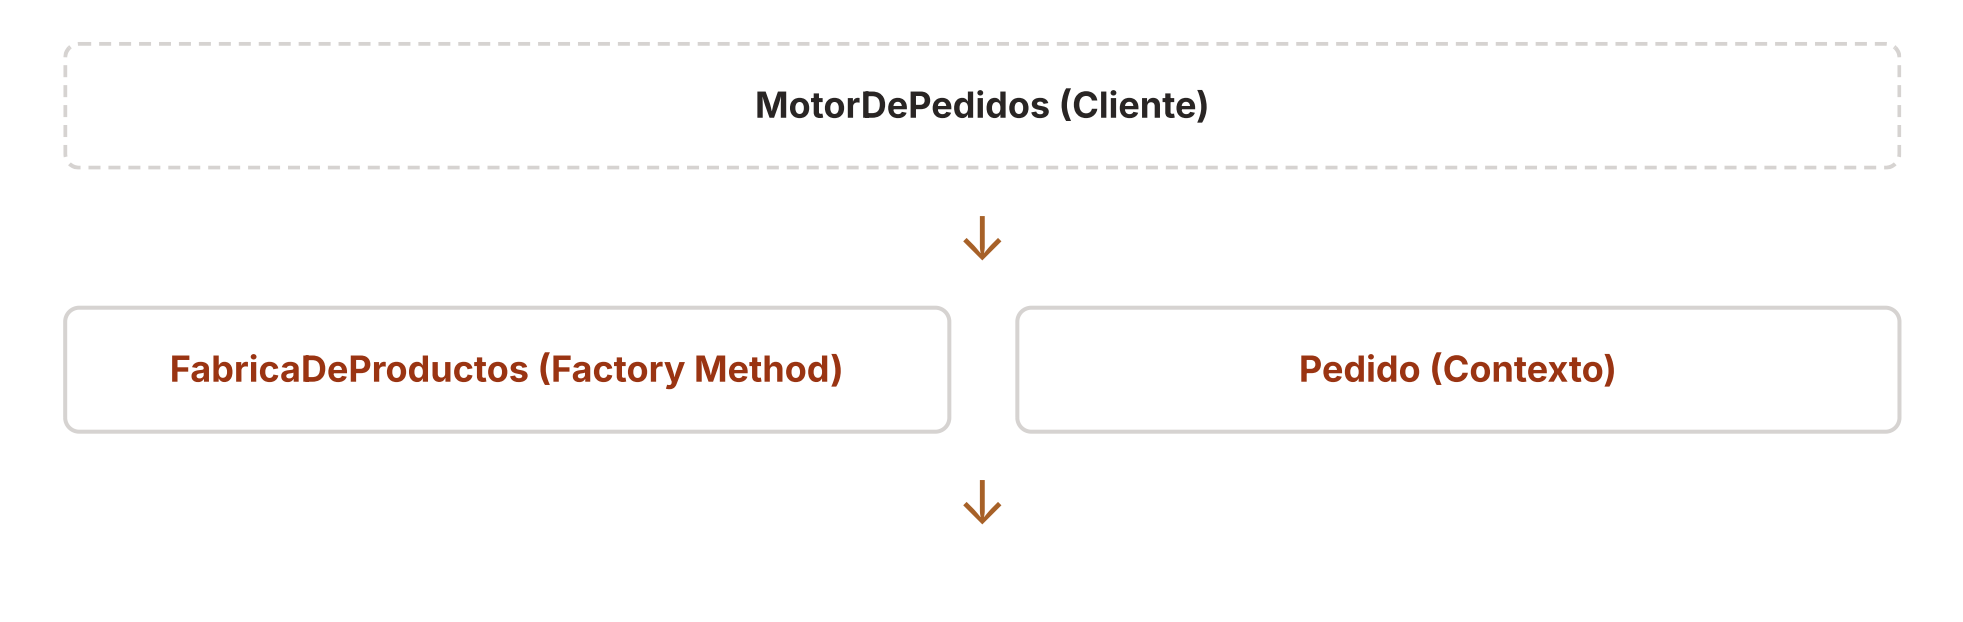 MotorDePedidos (Cliente)
FabricaDeProductos (Factory Method)
Pedido (Contexto)